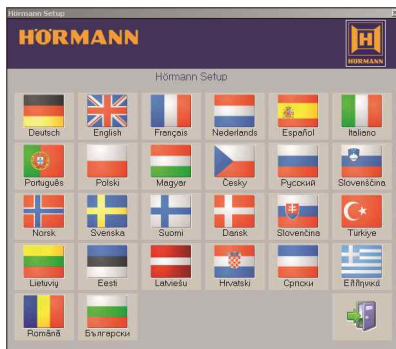 Hörmann Setup
HÖRMANN
HÖRMANN
Hörmann Setup
Deutsch English Français Nederlands Español Italiano
Português Polski Magyar Česky Русский Slovenščina
Norsk Svenska Suomi Dansk Slovenčina Türkiye
Lietuvių Eesti Latviešu Hrvatski Српски Ελληνικά
Română Български